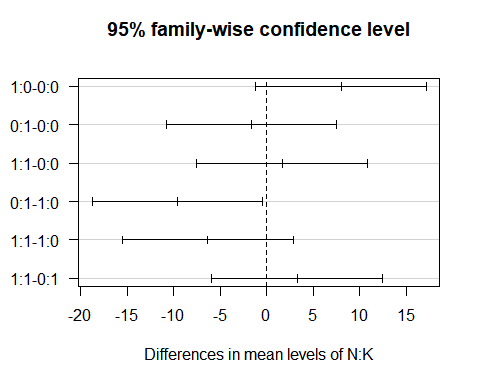 95% family-wise confidence level
1:0-0:0
0:1-0:0
1:1-0:0
0:1-1:0
1:1-1:0
1:1-0:1
-20 -15 -10 -5 0 5 10 15
Differences in mean levels of N:K